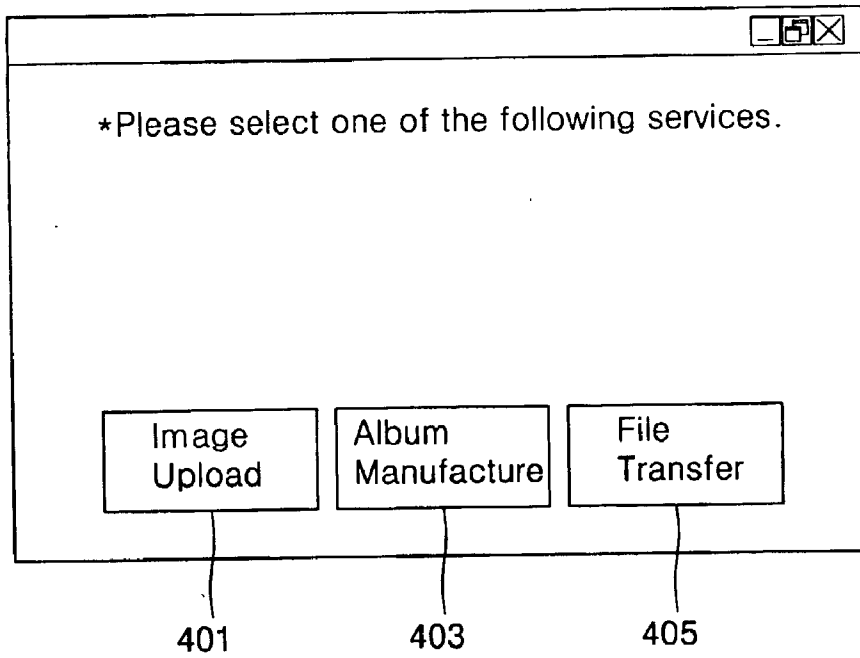 *Please select one of the following services.
Image
Upload
Album
Manufacture
File
Transfer
401
403
405